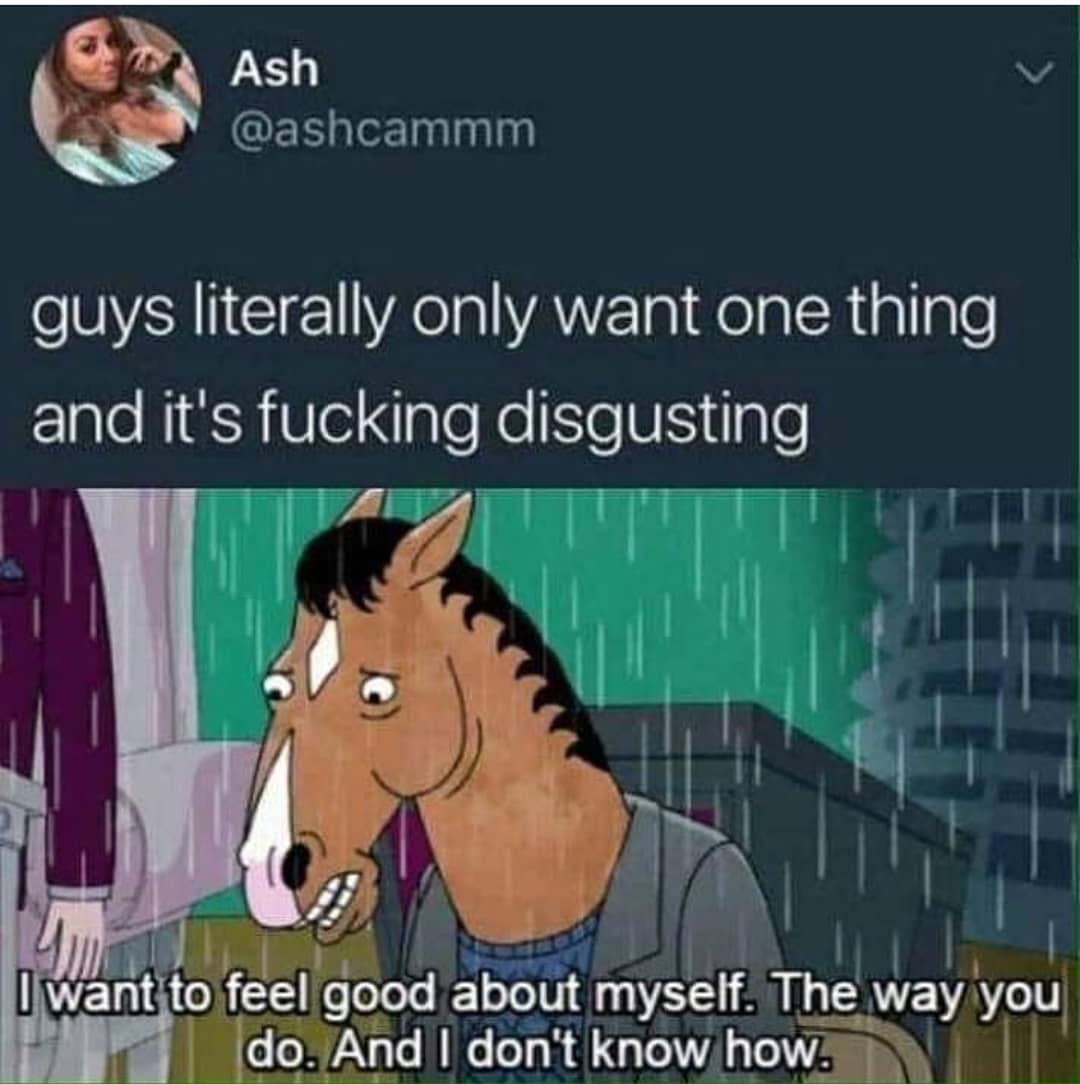 Ash
@ashcammm
guys literally only want one thing
and it's fucking disgusting
I want to feel good about myself. The way you
do. And I don't know how.